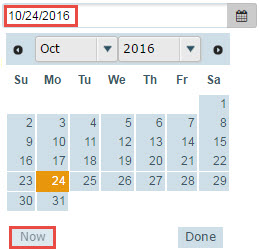 10/24/2016
Oct 2016
Su Mo Tu We Th Fr Sa
1
2 3 4 5 6 7 8
9 10 11 12 13 14 15
16 17 18 19 20 21 22
23 24 25 26 27 28 29
30 31
Now Done